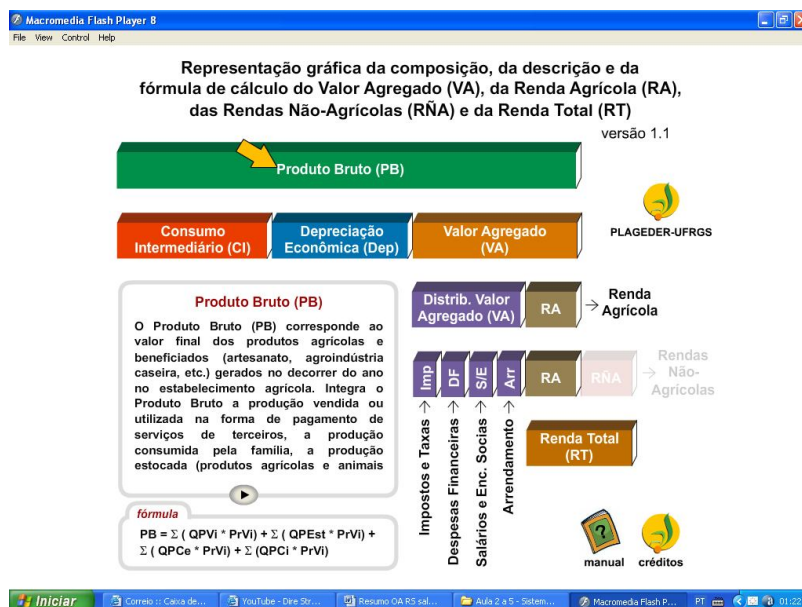 Macromedia Flash Player 8
File View Control Help
Representação gráfica da composição, da descrição e da
fórmula de cálculo do Valor Agregado (VA), da Renda Agrícola (RA),
das Rendas Não-Agrícolas (RÑA) e da Renda Total (RT)
versão 1.1
Produto Bruto (PB)
Consumo
Intermediário (CI)
Depreciação
Econômica (Dep)
Valor Agregado
(VA)
PLAGEDER-UFRGS
Distrib. Valor
Agregado (VA)
RA
Renda
Agrícola
Imp
DF
S/E
Arr
RA
RÑA
Rendas
Não-
Agrícolas
Impostos e Taxas
Despesas Financeiras
Salários e Enc. Socias
Arrendamento
Renda Total
(RT)
Produto Bruto (PB)
O Produto Bruto (PB) corresponde ao
valor final dos produtos agrícolas e
beneficiados (artesanato, agroindústria
caseira, etc.) gerados no decorrer do ano
no estabelecimento agrícola. Integra o
Produto Bruto a produção vendida ou
utilizada na forma de pagamento de
serviços de terceiros, a produção
consumida pela família, a produção
estocada (produtos agrícolas e animais
fórmula
PB = Σ ( QPVi * PrVi) + Σ ( QPEst * PrVi) +
Σ ( QPCe * PrVi) + Σ (QPCi * PrVi)
?
manual
créditos
Iniciar
Correio :: Caixa de...
YouTube - Dire Str...
Resumo OA RS sal...
Aula 2 a 5 - Sistem...
Macromedia Flash P...
PT
01:22